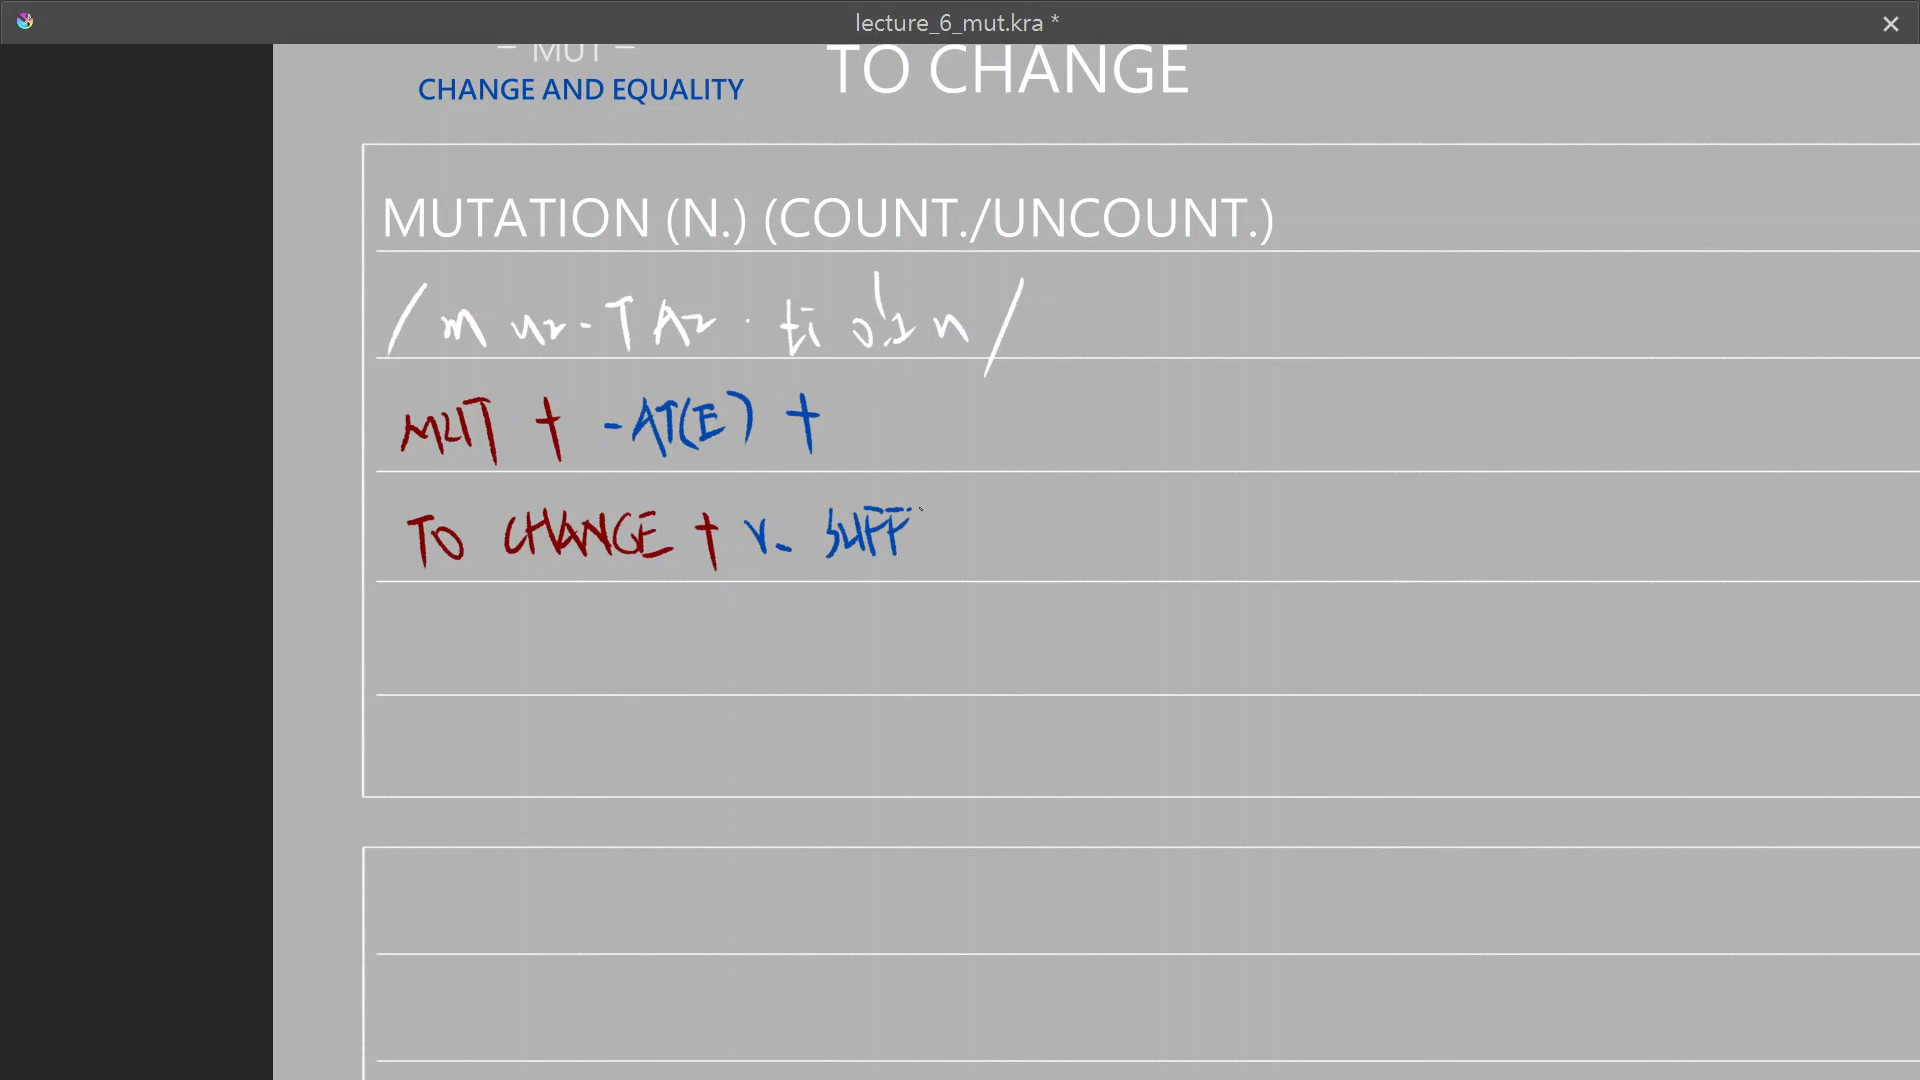 lecture_6_mut.kra *
– MUT –
TO CHANGE
CHANGE AND EQUALITY
MUTATION (N.) (COUNT./UNCOUNT.)
MUT + -AT(E) +
TO CHANGE + V. SUFF